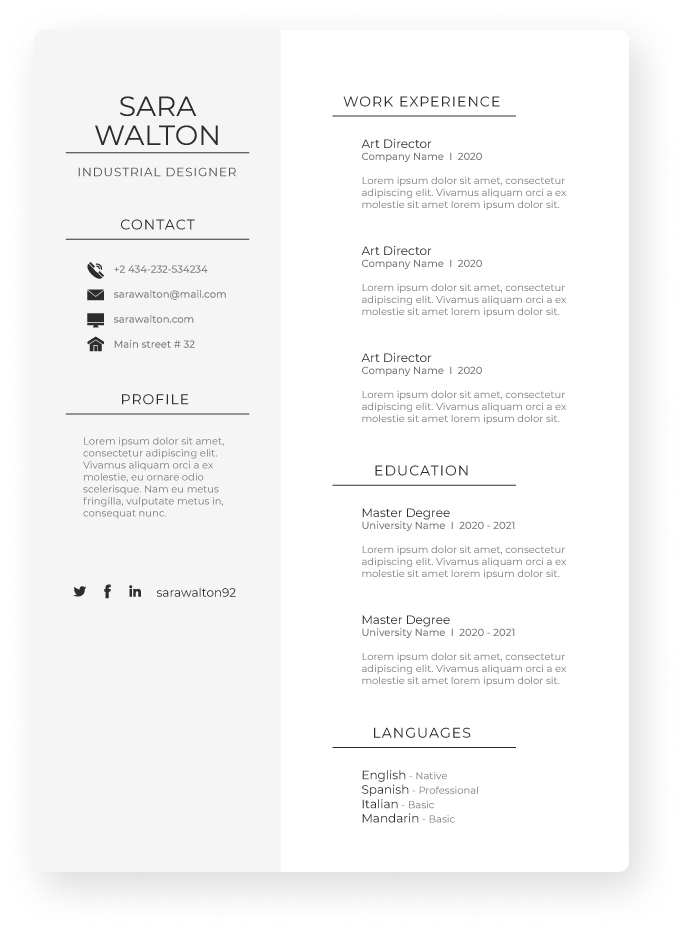 SARA
WALTON
INDUSTRIAL DESIGNER
CONTACT
+2 434-232-534234
sarawalton@mail.com
sarawalton.com
Main street # 32
PROFILE
Lorem ipsum dolor sit amet,
consectetur adipiscing elit.
Vivamus aliquam orci a ex
molestie, eu ornare odio
scelerisque. Nam eu metus
fringilla, vulputate metus in,
consequat nunc.
sarawalton92
WORK EXPERIENCE
Art Director
Company Name I 2020
Lorem ipsum dolor sit amet, consectetur
adipiscing elit. Vivamus aliquam orci a ex
molestie sit amet lorem ipsum dolor sit.
Art Director
Company Name I 2020
Lorem ipsum dolor sit amet, consectetur
adipiscing elit. Vivamus aliquam orci a ex
molestie sit amet lorem ipsum dolor sit.
Art Director
Company Name I 2020
Lorem ipsum dolor sit amet, consectetur
adipiscing elit. Vivamus aliquam orci a ex
molestie sit amet lorem ipsum dolor sit.
EDUCATION
Master Degree
University Name I 2020 - 2021
Lorem ipsum dolor sit amet, consectetur
adipiscing elit. Vivamus aliquam orci a ex
molestie sit amet lorem ipsum dolor sit.
Master Degree
University Name I 2020 - 2021
Lorem ipsum dolor sit amet, consectetur
adipiscing elit. Vivamus aliquam orci a ex
molestie sit amet lorem ipsum dolor sit.
LANGUAGES
English - Native
Spanish - Professional
Italian - Basic
Mandarin - Basic